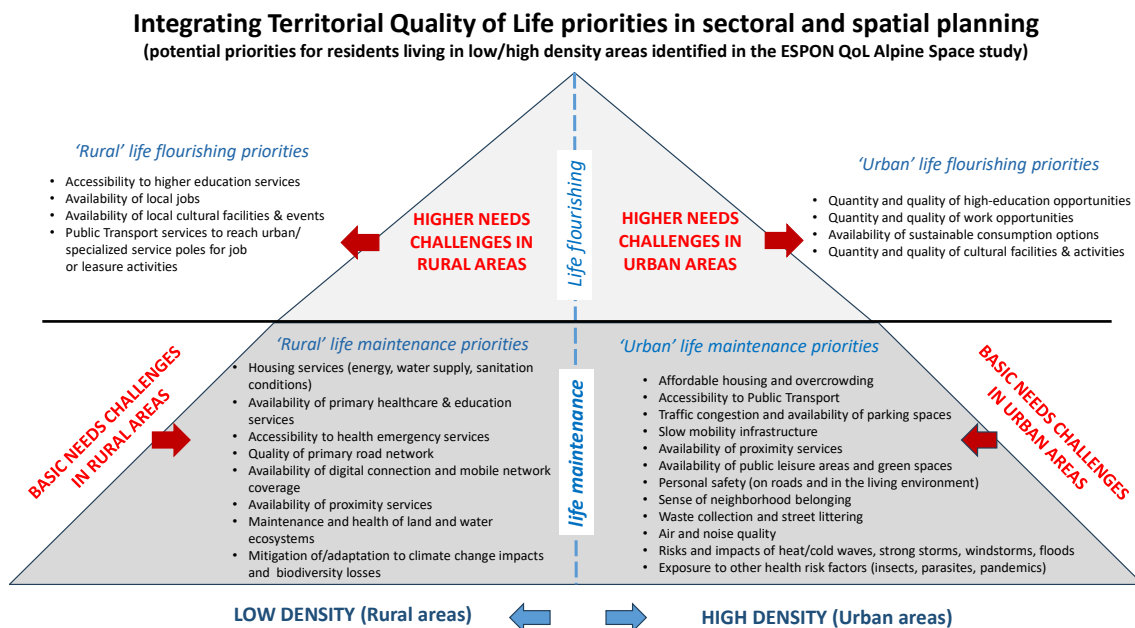 Integrating Territorial Quality of Life priorities in sectoral and spatial planning
(potential priorities for residents living in low/high density areas identified in the ESPON QoL Alpine Space study)
‘Rural’ life flourishing priorities
• Accessibility to higher education services
• Availability of local jobs
• Availability of local cultural facilities & events
• Public Transport services to reach urban/
specialized service poles for job
or leasure activities
HIGHER NEEDS
CHALLENGES IN
RURAL AREAS
Life flourishing
HIGHER NEEDS
CHALLENGES IN
URBAN AREAS
‘Urban’ life flourishing priorities
• Quantity and quality of high-education opportunities
• Quantity and quality of work opportunities
• Availability of sustainable consumption options
• Quantity and quality of cultural facilities & activities
BASIC NEEDS CHALLENGES
IN RURAL AREAS
‘Rural’ life maintenance priorities
• Housing services (energy, water supply, sanitation
conditions)
• Availability of primary healthcare & education
services
• Accessibility to health emergency services
• Quality of primary road network
• Availability of digital connection and mobile network
coverage
• Availability of proximity services
• Maintenance and health of land and water
ecosystems
• Mitigation of/adaptation to climate change impacts
and biodiversity losses
life maintenance
‘Urban’ life maintenance priorities
• Affordable housing and overcrowding
• Accessibility to Public Transport
• Traffic congestion and availability of parking spaces
• Slow mobility infrastructure
• Availability of proximity services
• Availability of public leisure areas and green spaces
• Personal safety (on roads and in the living environment)
• Sense of neighborhood belonging
• Waste collection and street littering
• Air and noise quality
• Risks and impacts of heat/cold waves, strong storms, windstorms, floods
• Exposure to other health risk factors (insects, parasites, pandemics)
BASIC NEEDS CHALLENGES
IN URBAN AREAS
LOW DENSITY (Rural areas)
HIGH DENSITY (Urban areas)